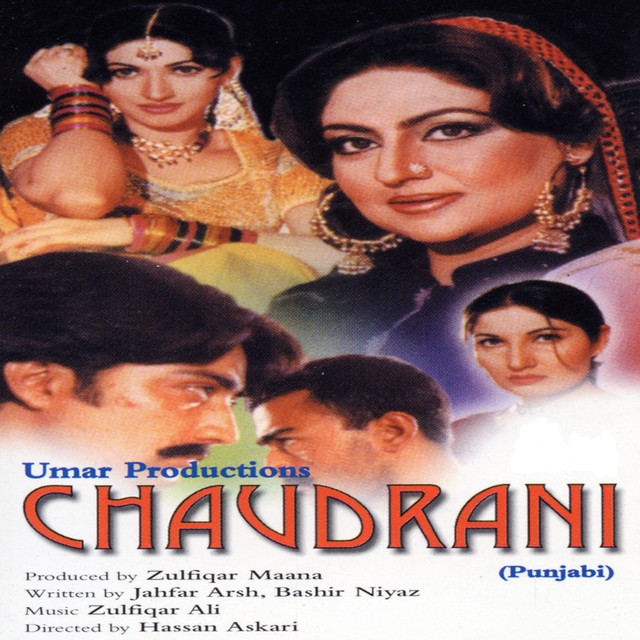 Umar Productions
CHAUDRANI
(Punjabi)
Produced by Zulfiqar Maana
Written by Jahfar Arsh, Bashir Niyaz
Music Zulfiqar Ali
Directed by Hassan Askari